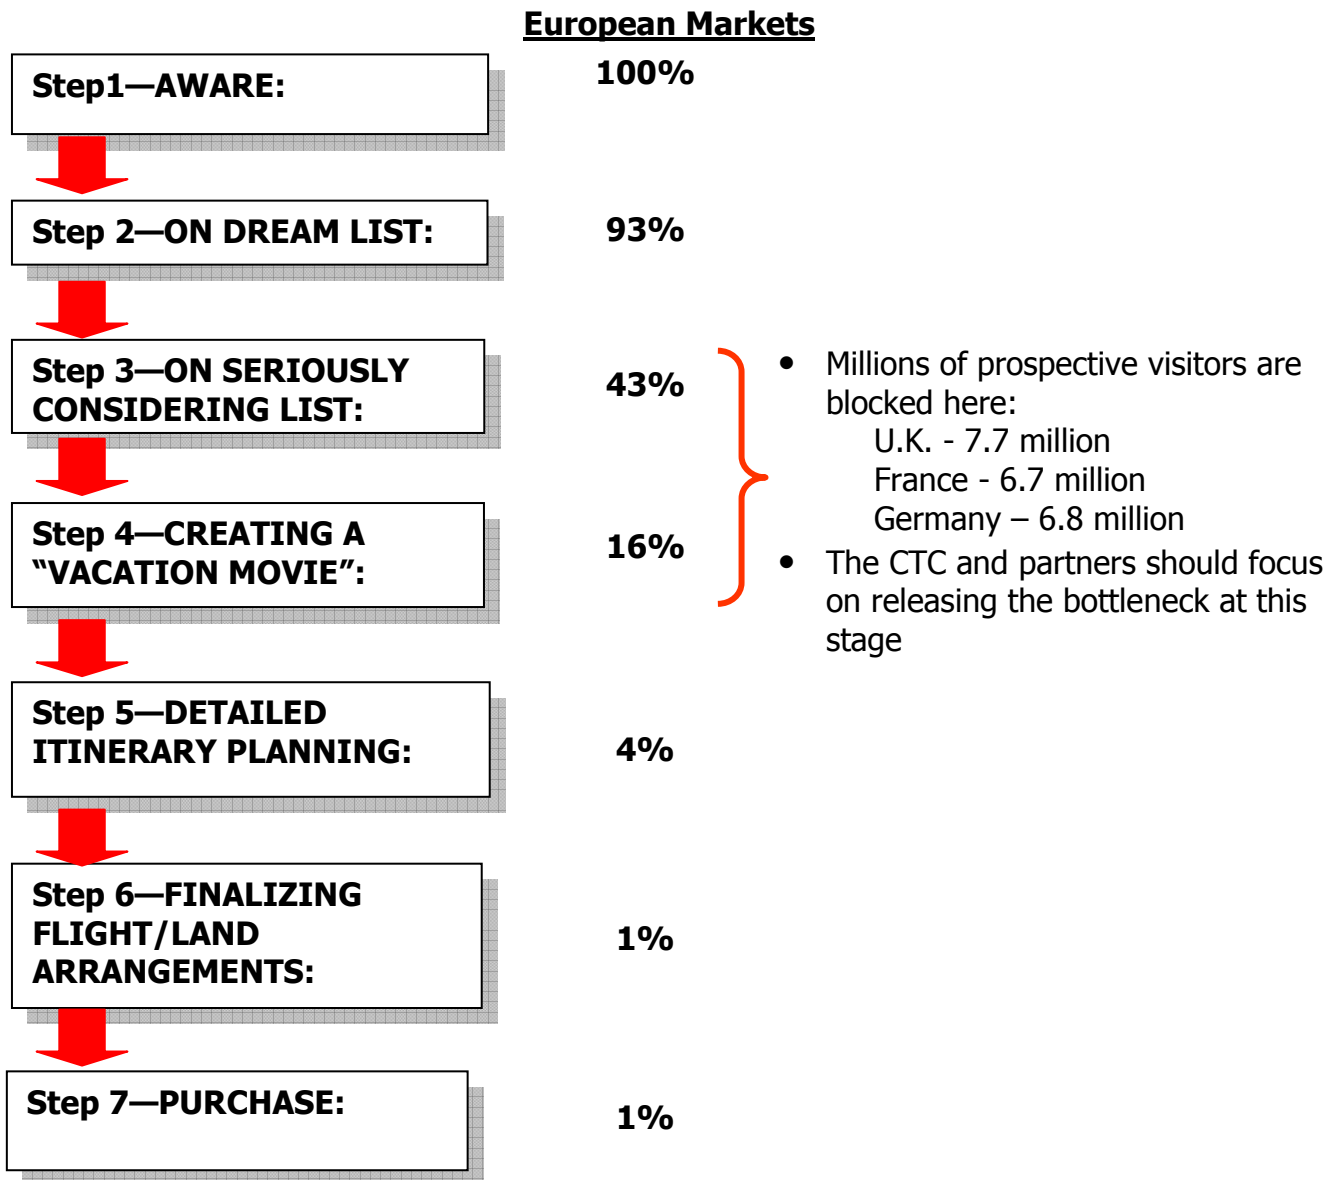 European Markets
Step1—AWARE:
100%
Step 2—ON DREAM LIST:
93%
Step 3—ON SERIOUSLY
CONSIDERING LIST:
43%
• Millions of prospective visitors are
blocked here:
U.K. - 7.7 million
France - 6.7 million
Germany – 6.8 million
Step 4—CREATING A
“VACATION MOVIE”:
16%
• The CTC and partners should focus
on releasing the bottleneck at this
stage
Step 5—DETAILED
ITINERARY PLANNING:
4%
Step 6—FINALIZING
FLIGHT/LAND
ARRANGEMENTS:
1%
Step 7—PURCHASE:
1%